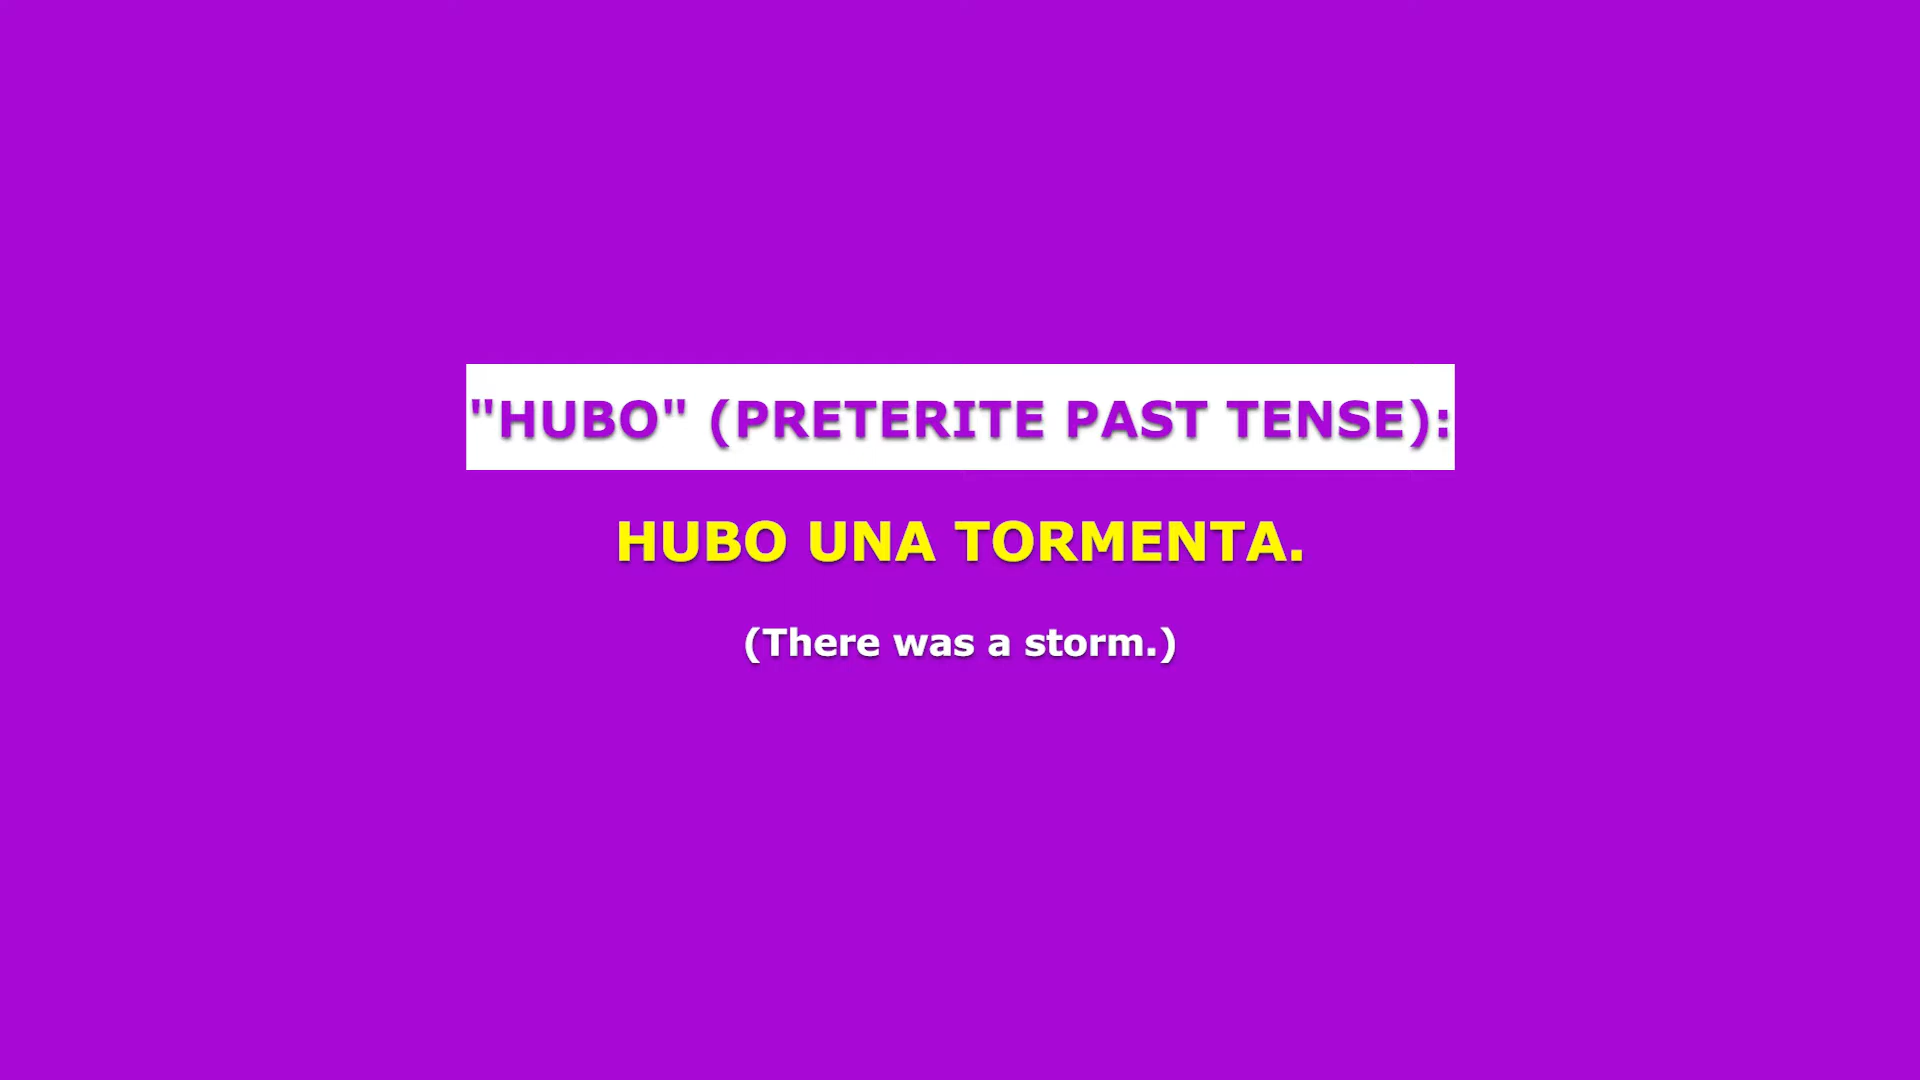 "HUBO" (PRETERITE PAST TENSE):
HUBO UNA TORMENTA.
(There was a storm.)